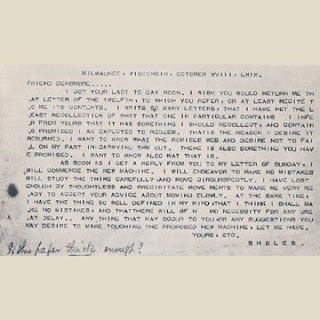 MILWAUKEE, WISCONSIN, OCTOBER XVIII, LXIX.
FRIEND DENSMORE.....
I GOT YOUR LAST TO DAY NOON. I WISH YOU WOULD RETURN ME TH
AT LETTER OF THE TWELFTH, TO WHICH YOU REFER; OR AT LEAST RECITE T
O ME ITS CONTENTS. I WRITE SO MANY LETTERS, THAT I HAVE NOT THE L
EAST RECOLLECTION OF WHAT THAT ONE IN PARTICULAR CONTAINS. I INFE
R FROM YOURS THAT IT HAS SOMETHING I SHOULD RECOLLECT, AND CONTAIN
S PROMISES I AM EXPECTED TO REDEEM. THAT'S THE REASON I DESIRE IT
RETURNED. I WANT TO KNOW WHAT THE ROMISES WEB AND DESIRE NOT TO FAI
L ON MY PART IN CARRYING THEM OUT. THERE IS ALSO SOMETHING YOU HAV
E PROMISED. I WANT TO KNOW ALSO WHAT THAT IS.
AS SOON AS I GET A REPLY FROM YOU TO MY LETTER OF SUNDAY, I
WILL COMMENCE THE NEW MACHINE. I WILL ENDEAVOR TO MAKE NO MISTAKES
WILL STUDY THE THING CAREFULLY AND MOVE CIRCUMSPECTLY. I HAVE LOST
ENOUGH BY THOUGHTLESS AND PRECIPITATE MOVEMENTS TO MAKE ME VERY RE
ADY TO ACCEPT YOUR ADVICE ABOUT MOVING SLOWLY. AT THE SAME TIME,
I HAVE THE THING SO WELL DEFINED IN MY MIND, THAT I THINK I SHALL MA
KE NO MISTAKES; AND THAT THERE WILL BE NO NECESSITY FOR ANY GRE
AT DELAY. ANY THING THAT MAY OCCUR TO YOU, OR ANY SUGGESTIONS YOU
MAY DESIRE TO MAKE TOUCHING THE PROPOSED NEW MACHINE, LET ME HAVE.
YOURS, ETC.
SHOLES.
Is this paper thick enough?